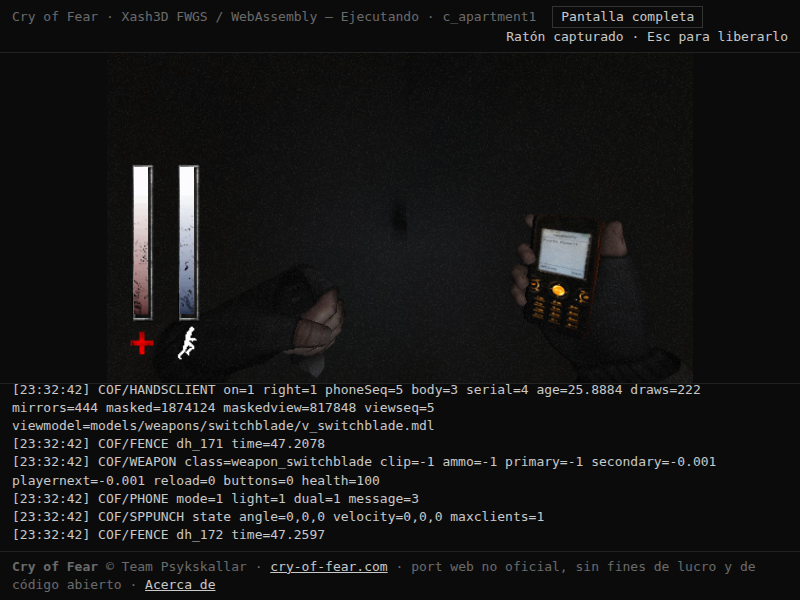 Cry of Fear · Xash3D FWGS / WebAssembly — Ejecutando · c_apartment1
Pantalla completa
Ratón capturado · Esc para liberarlo
[23:32:42] COF/HANDSCLIENT on=1 right=1 phoneSeq=5 body=3 serial=4 age=25.8884 draws=222
mirrors=444 masked=1874124 maskedview=817848 viewseq=5
viewmodel=models/weapons/switchblade/v_switchblade.mdl
[23:32:42] COF/FENCE dh_171 time=47.2078
[23:32:42] COF/WEAPON class=weapon_switchblade clip=-1 ammo=-1 primary=-1 secondary=-0.001
playernext=-0.001 reload=0 buttons=0 health=100
[23:32:42] COF/PHONE mode=1 light=1 dual=1 message=3
[23:32:42] COF/SPPUNCH state angle=0,0,0 velocity=0,0,0 maxclients=1
[23:32:42] COF/FENCE dh_172 time=47.2597
Cry of Fear © Team Psykskallar · cry-of-fear.com · port web no oficial, sin fines de lucro y de
código abierto · Acerca de